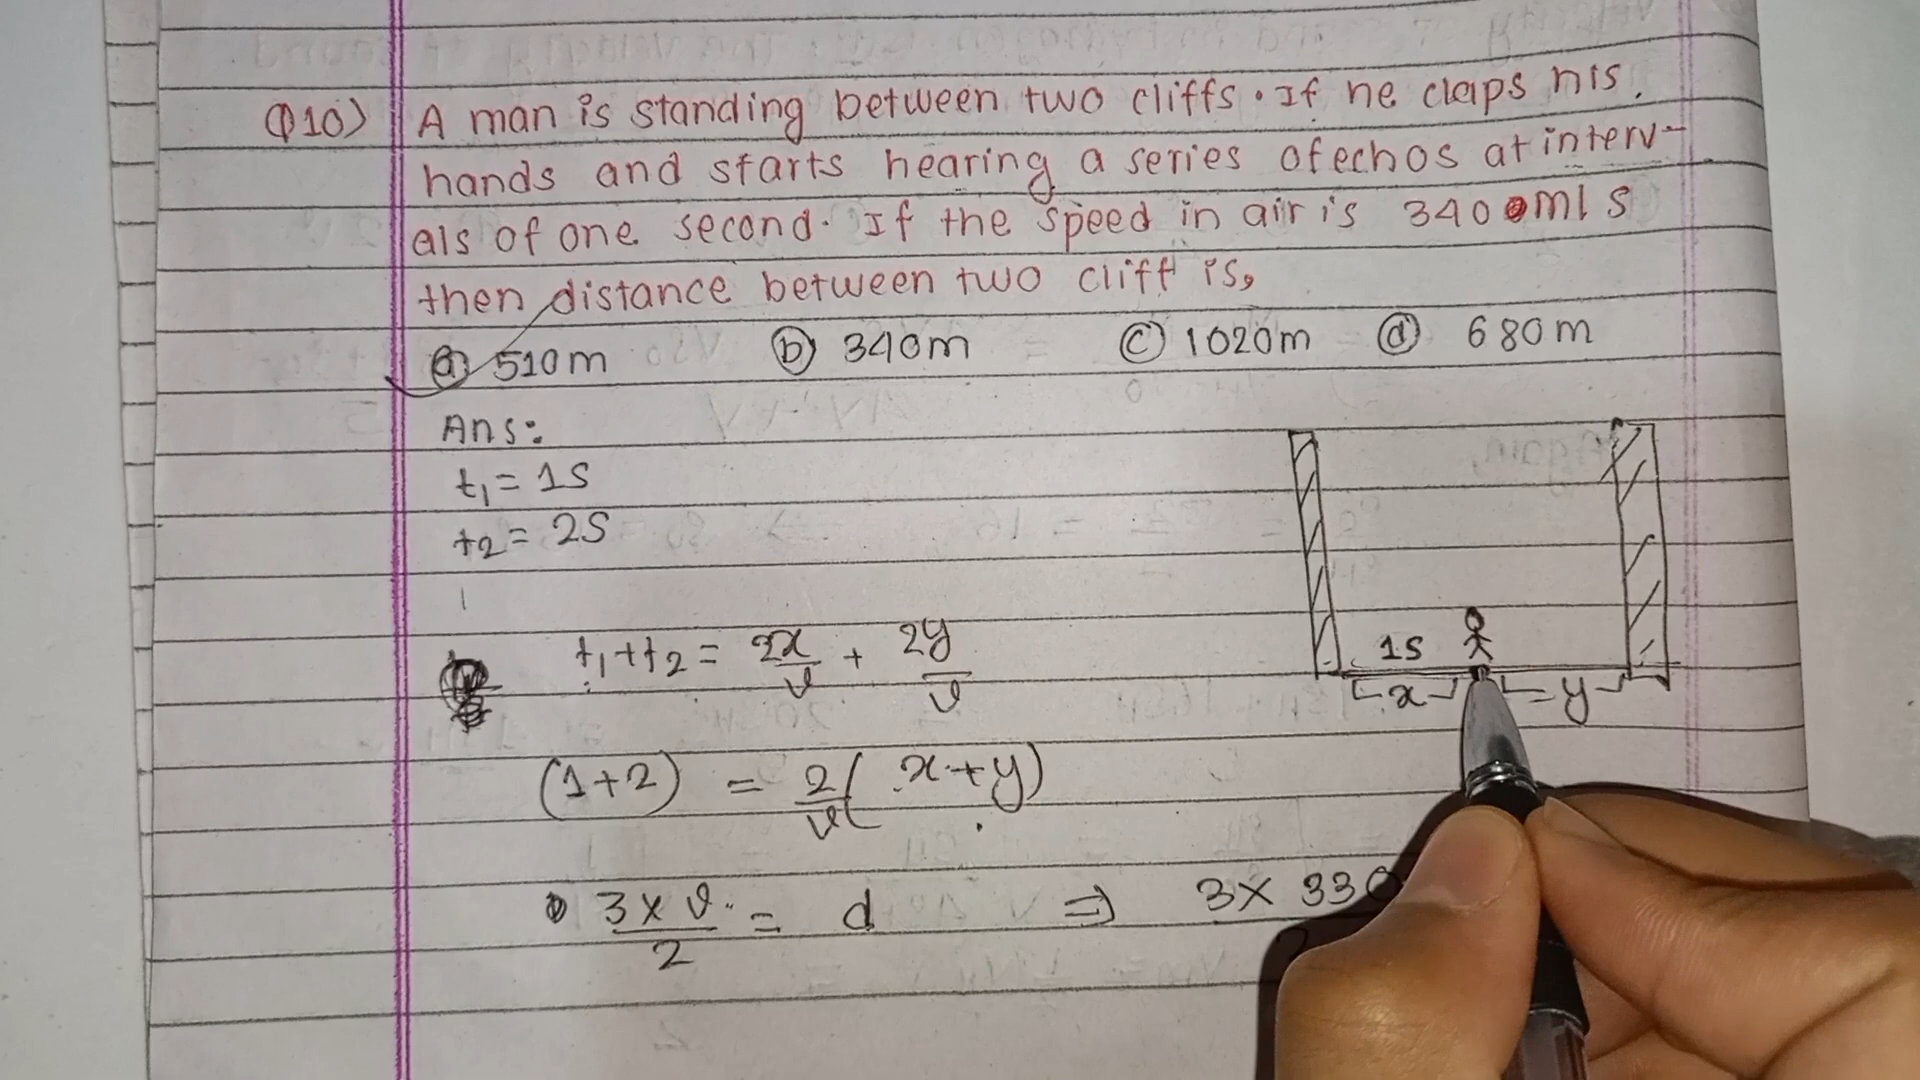 Q10) A man is standing between two cliffs. If he claps his
hands and starts hearing a series of echos at interv-
als of one second. If the speed in air is 340 m/s
then distance between two cliff is,
a) 510m b) 340m c) 1020m d) 680m
Ans:
t1 = 1S
t2 = 2S
t1+t2 = 2x/v + 2y/v
1S
x y
(1+2) = 2/v (x+y)
3×v/2 = d ⇒ 3× 330